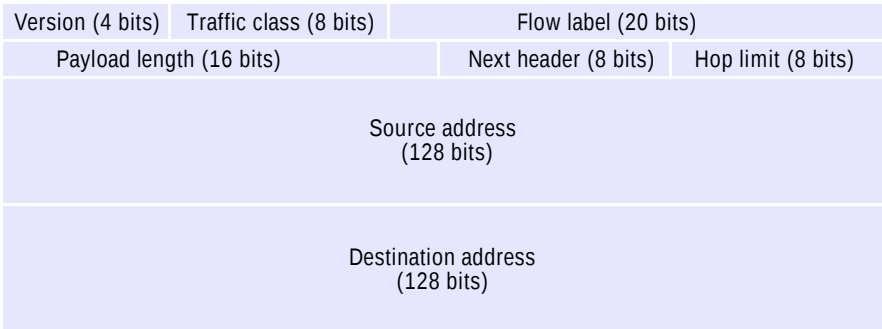 Version (4 bits) Traffic class (8 bits) Flow label (20 bits)
Payload length (16 bits) Next header (8 bits) Hop limit (8 bits)
Source address
(128 bits)
Destination address
(128 bits)